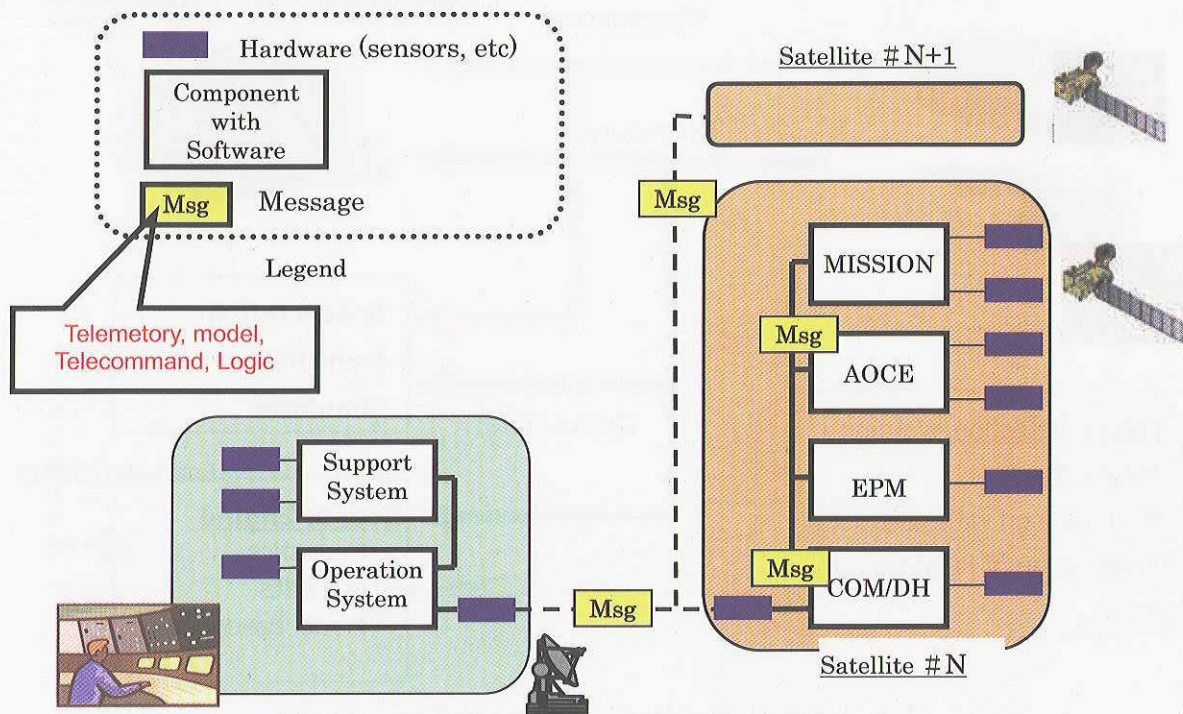 Hardware (sensors, etc)
Component
with
Software
Msg
Message
Legend
Telemetory, model,
Telecommand, Logic
Satellite #N+1
Msg
MISSION
Msg
AOCE
EPM
Msg
COM/DH
Satellite #N
Support
System
Operation
System
Msg